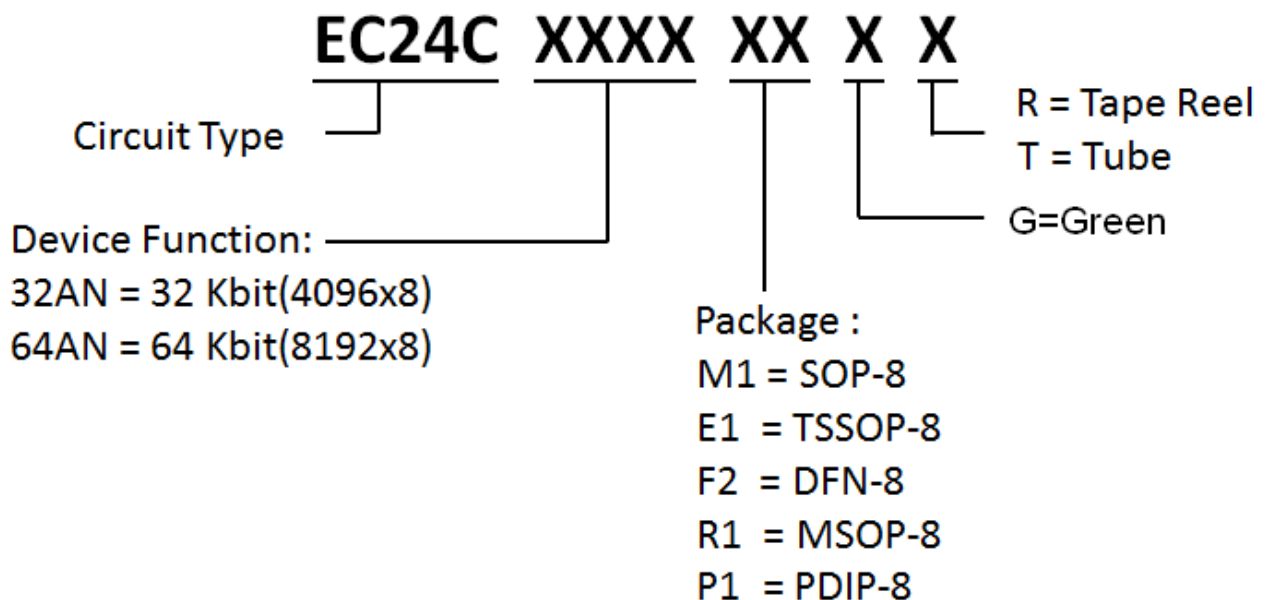 EC24C XXXX XX X X
Circuit Type
R = Tape Reel
T = Tube
G=Green
Device Function:
32AN = 32 Kbit(4096x8)
64AN = 64 Kbit(8192x8)
Package :
M1 = SOP-8
E1 = TSSOP-8
F2 = DFN-8
R1 = MSOP-8
P1 = PDIP-8